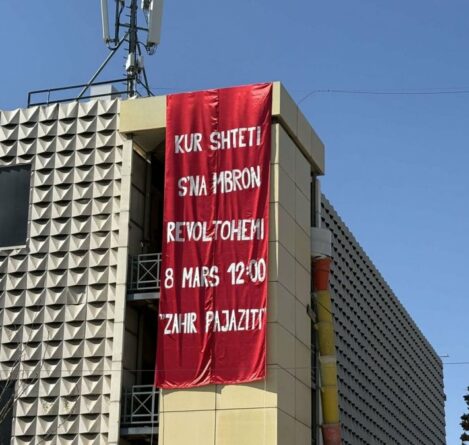 KUR SHTETI
S'NA MBRON
REVOLTOHEMI
8 MARS 12:00
"ZAHIR PAJAZITI"